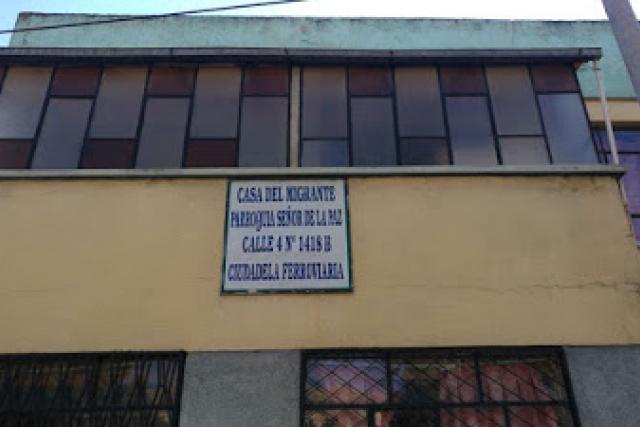 CASA DEL MIGRANTE
PARROQUIA SEÑOR DE LA PAZ
CALLE 4 Nº 1418 B
CIUDADELA FERROVIARIA